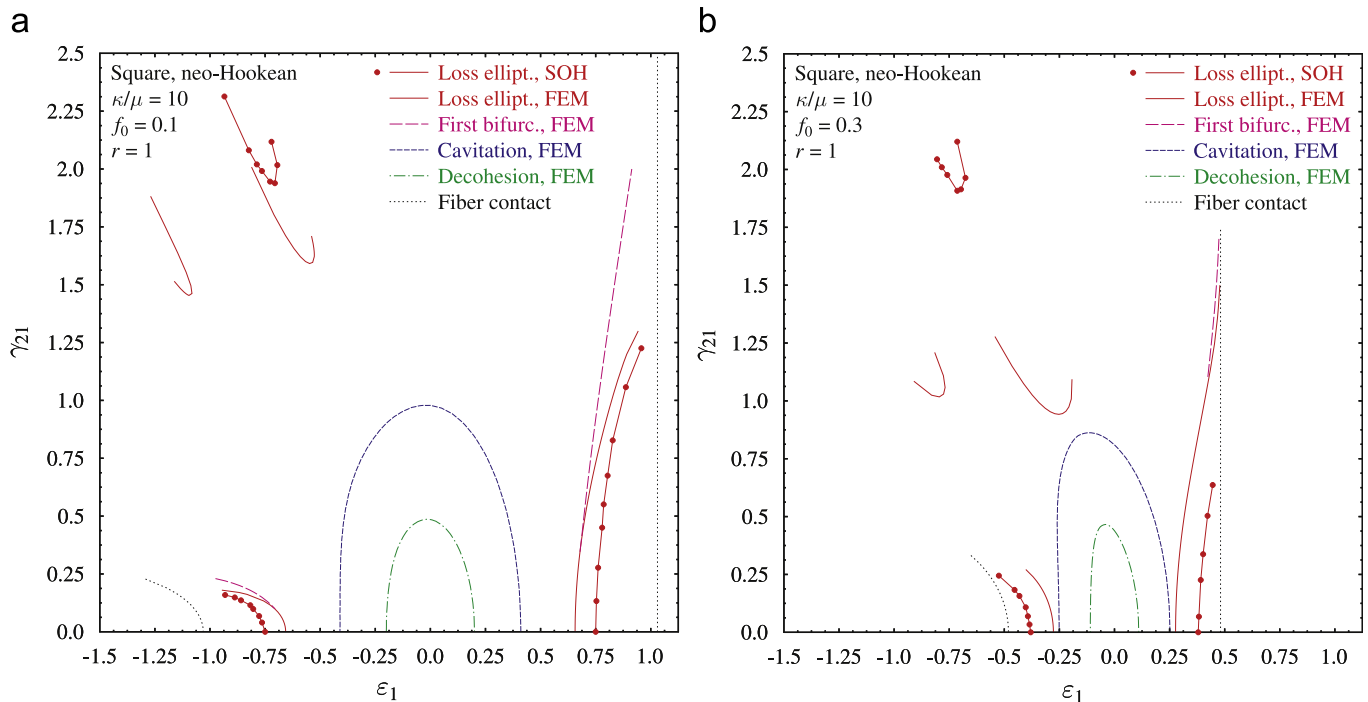 a
2.5
2.25
2.0
1.75
1.5
1.25
1.0
0.75
0.5
0.25
0.0
γ21
Square, neo-Hookean
κ/μ = 10
f0 = 0.1
r = 1
Loss ellipt., SOH
Loss ellipt., FEM
First bifurc., FEM
Cavitation, FEM
Decohesion, FEM
Fiber contact
-1.5 -1.25 -1.0 -0.75 -0.5 -0.25 0.0 0.25 0.5 0.75 1.0
ε1
b
2.5
2.25
2.0
1.75
1.5
1.25
1.0
0.75
0.5
0.25
0.0
γ21
Square, neo-Hookean
κ/μ = 10
f0 = 0.3
r = 1
Loss ellipt., SOH
Loss ellipt., FEM
First bifurc., FEM
Cavitation, FEM
Decohesion, FEM
Fiber contact
-1.5 -1.25 -1.0 -0.75 -0.5 -0.25 0.0 0.25 0.5 0.75 1.0
ε1